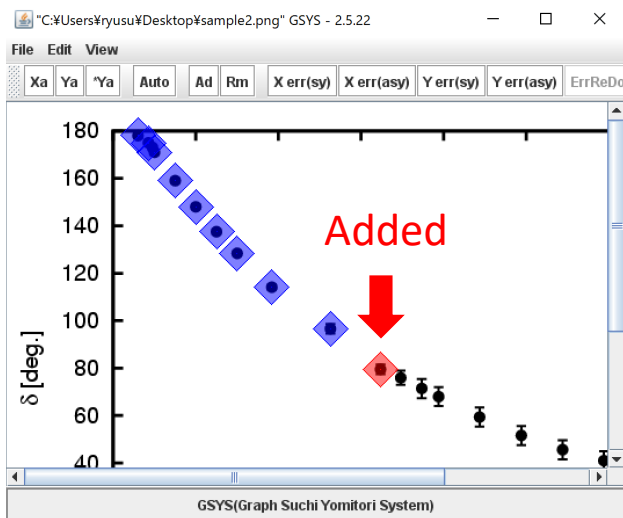 "C:¥Users¥ryusu¥Desktop¥sample2.png" GSYS - 2.5.22
File Edit View
Xa Ya *Ya Auto Ad Rm X err(sy) X err(asy) Y err(sy) Y err(asy) ErrReDo
180
160
140
Added
120
100
80
60
40
δ [deg.]
GSYS(Graph Suchi Yomitori System)